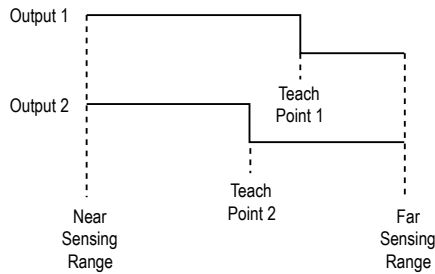 Output 1
Teach
Point 1
Output 2
Teach
Point 2
Near
Sensing
Range
Far
Sensing
Range